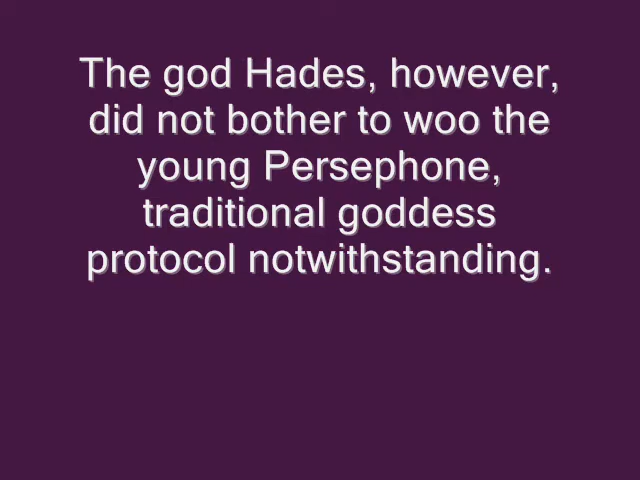 The god Hades, however,
did not bother to woo the
young Persephone,
traditional goddess
protocol notwithstanding.